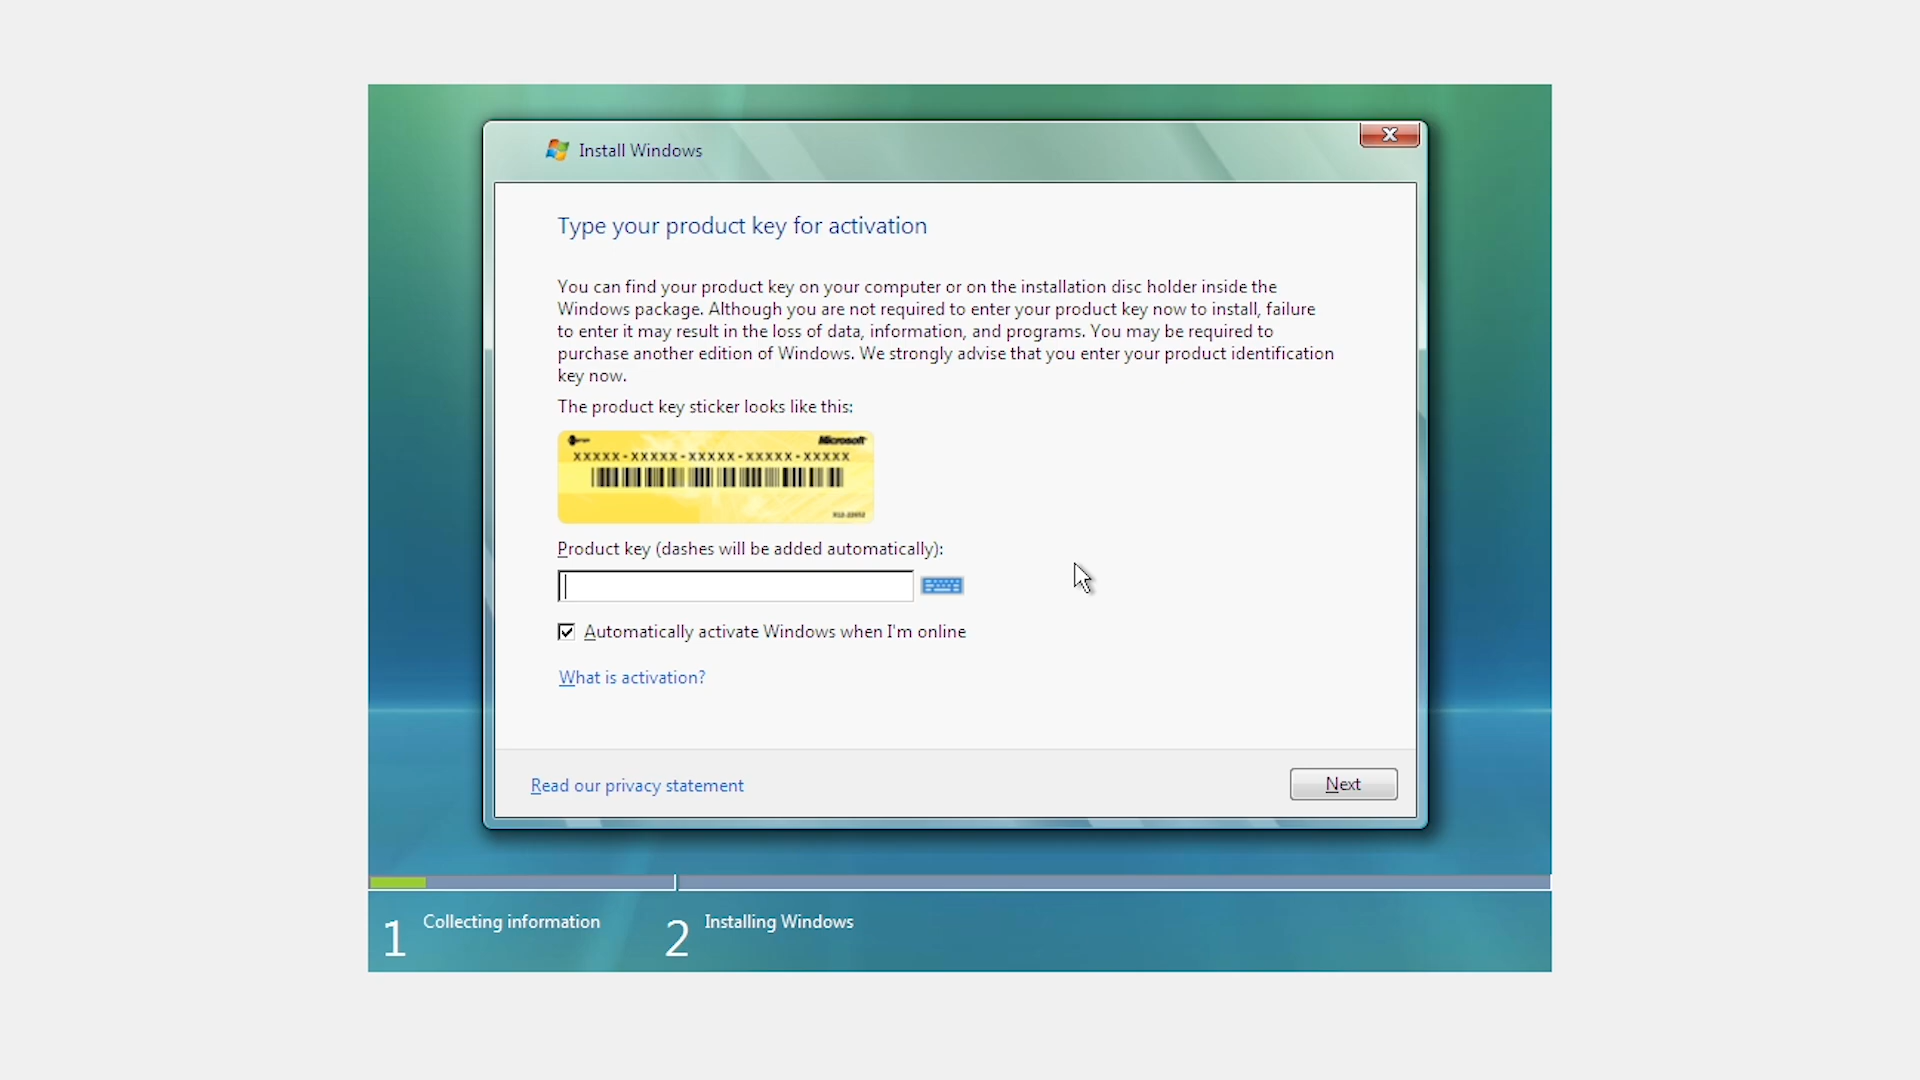 Install Windows
Type your product key for activation
You can find your product key on your computer or on the installation disc holder inside the
Windows package. Although you are not required to enter your product key now to install, failure
to enter it may result in the loss of data, information, and programs. You may be required to
purchase another edition of Windows. We strongly advise that you enter your product identification
key now.
The product key sticker looks like this:
Microsoft
XXXXX-XXXXX-XXXXX-XXXXX-XXXXX
Product key (dashes will be added automatically):
Automatically activate Windows when I'm online
What is activation?
Read our privacy statement
Next
1 Collecting information
2 Installing Windows